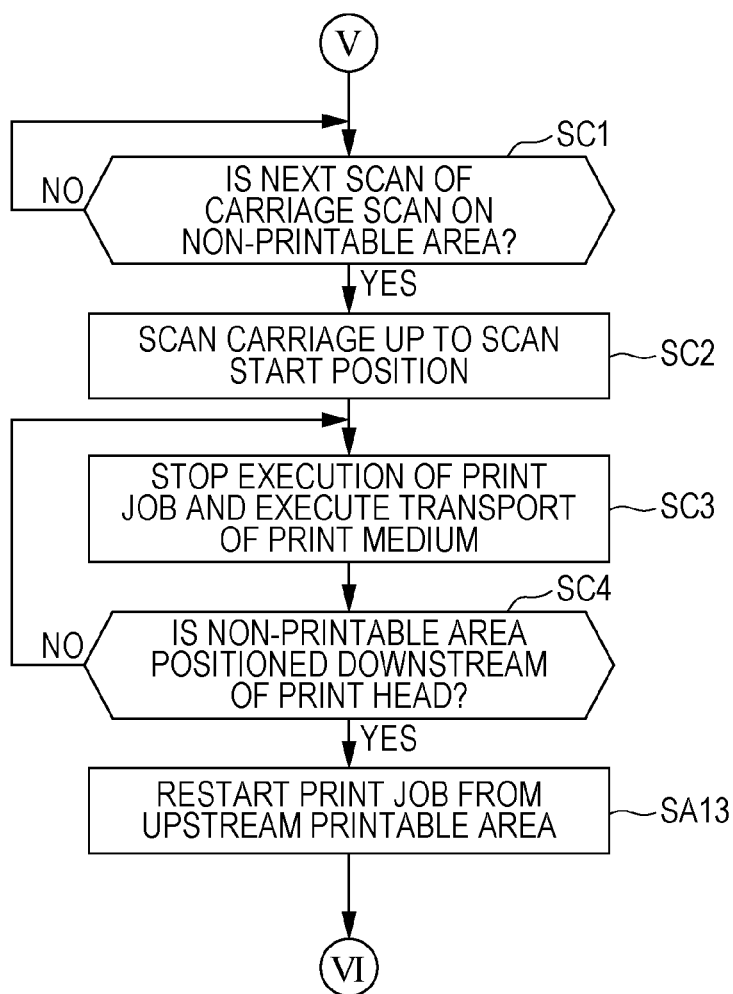 V
SC1
IS NEXT SCAN OF
CARRIAGE SCAN ON
NON-PRINTABLE AREA?
NO
YES
SCAN CARRIAGE UP TO SCAN
START POSITION
SC2
STOP EXECUTION OF PRINT
JOB AND EXECUTE TRANSPORT
OF PRINT MEDIUM
SC3
SC4
IS NON-PRINTABLE AREA
POSITIONED DOWNSTREAM
OF PRINT HEAD?
NO
YES
RESTART PRINT JOB FROM
UPSTREAM PRINTABLE AREA
SA13
VI